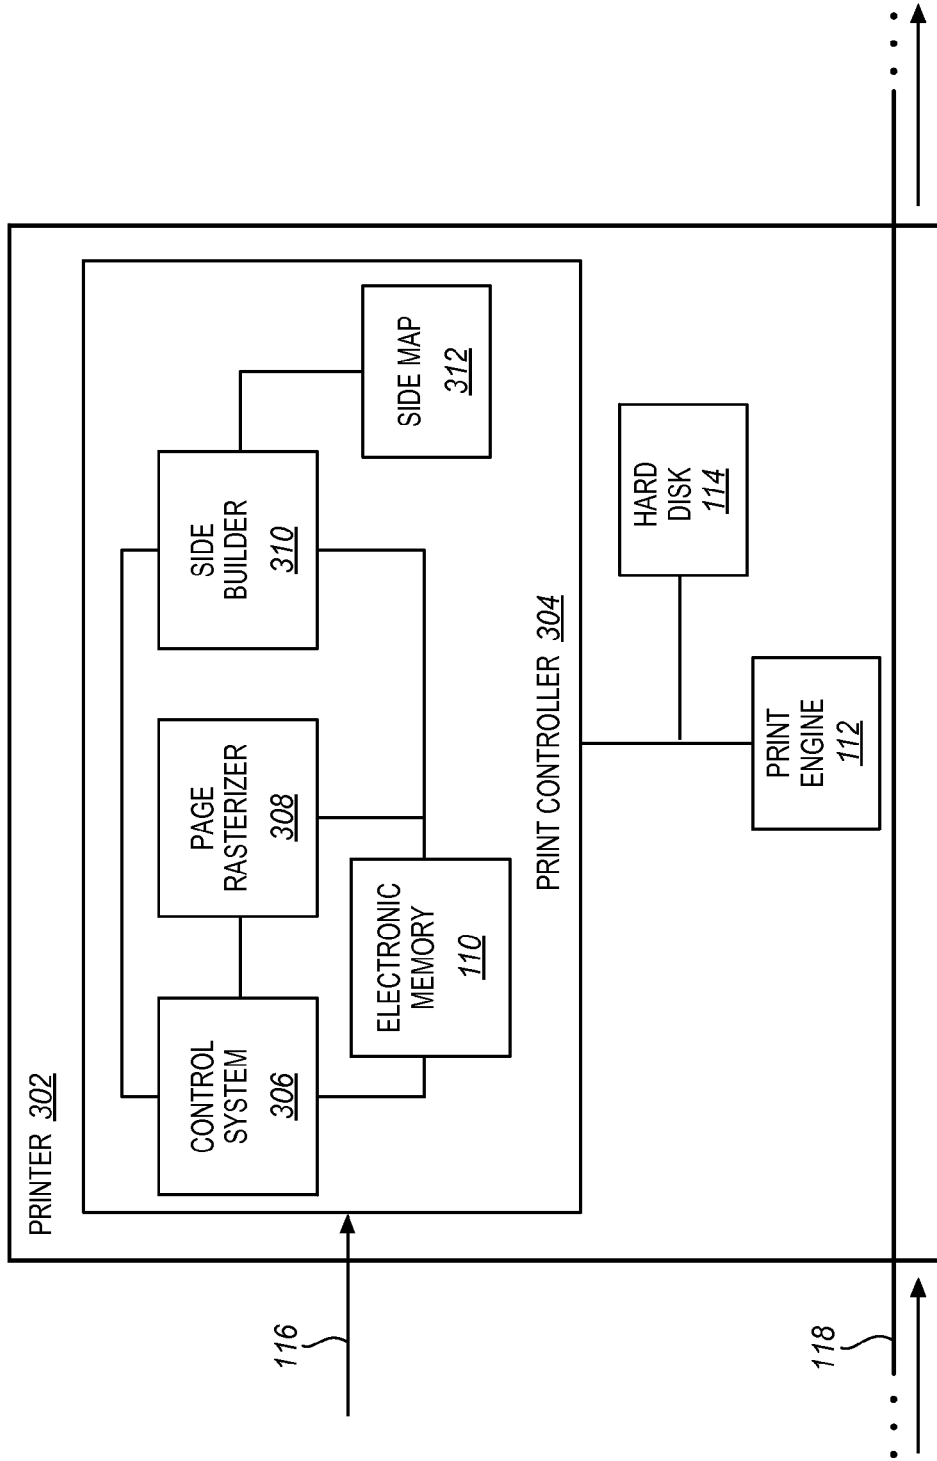 PRINTER 302
CONTROL
SYSTEM
306
PAGE
RASTERIZER
308
SIDE
BUILDER
310
ELECTRONIC
MEMORY
110
SIDE MAP
312
116
PRINT CONTROLLER 304
HARD
DISK
114
PRINT
ENGINE
112
118